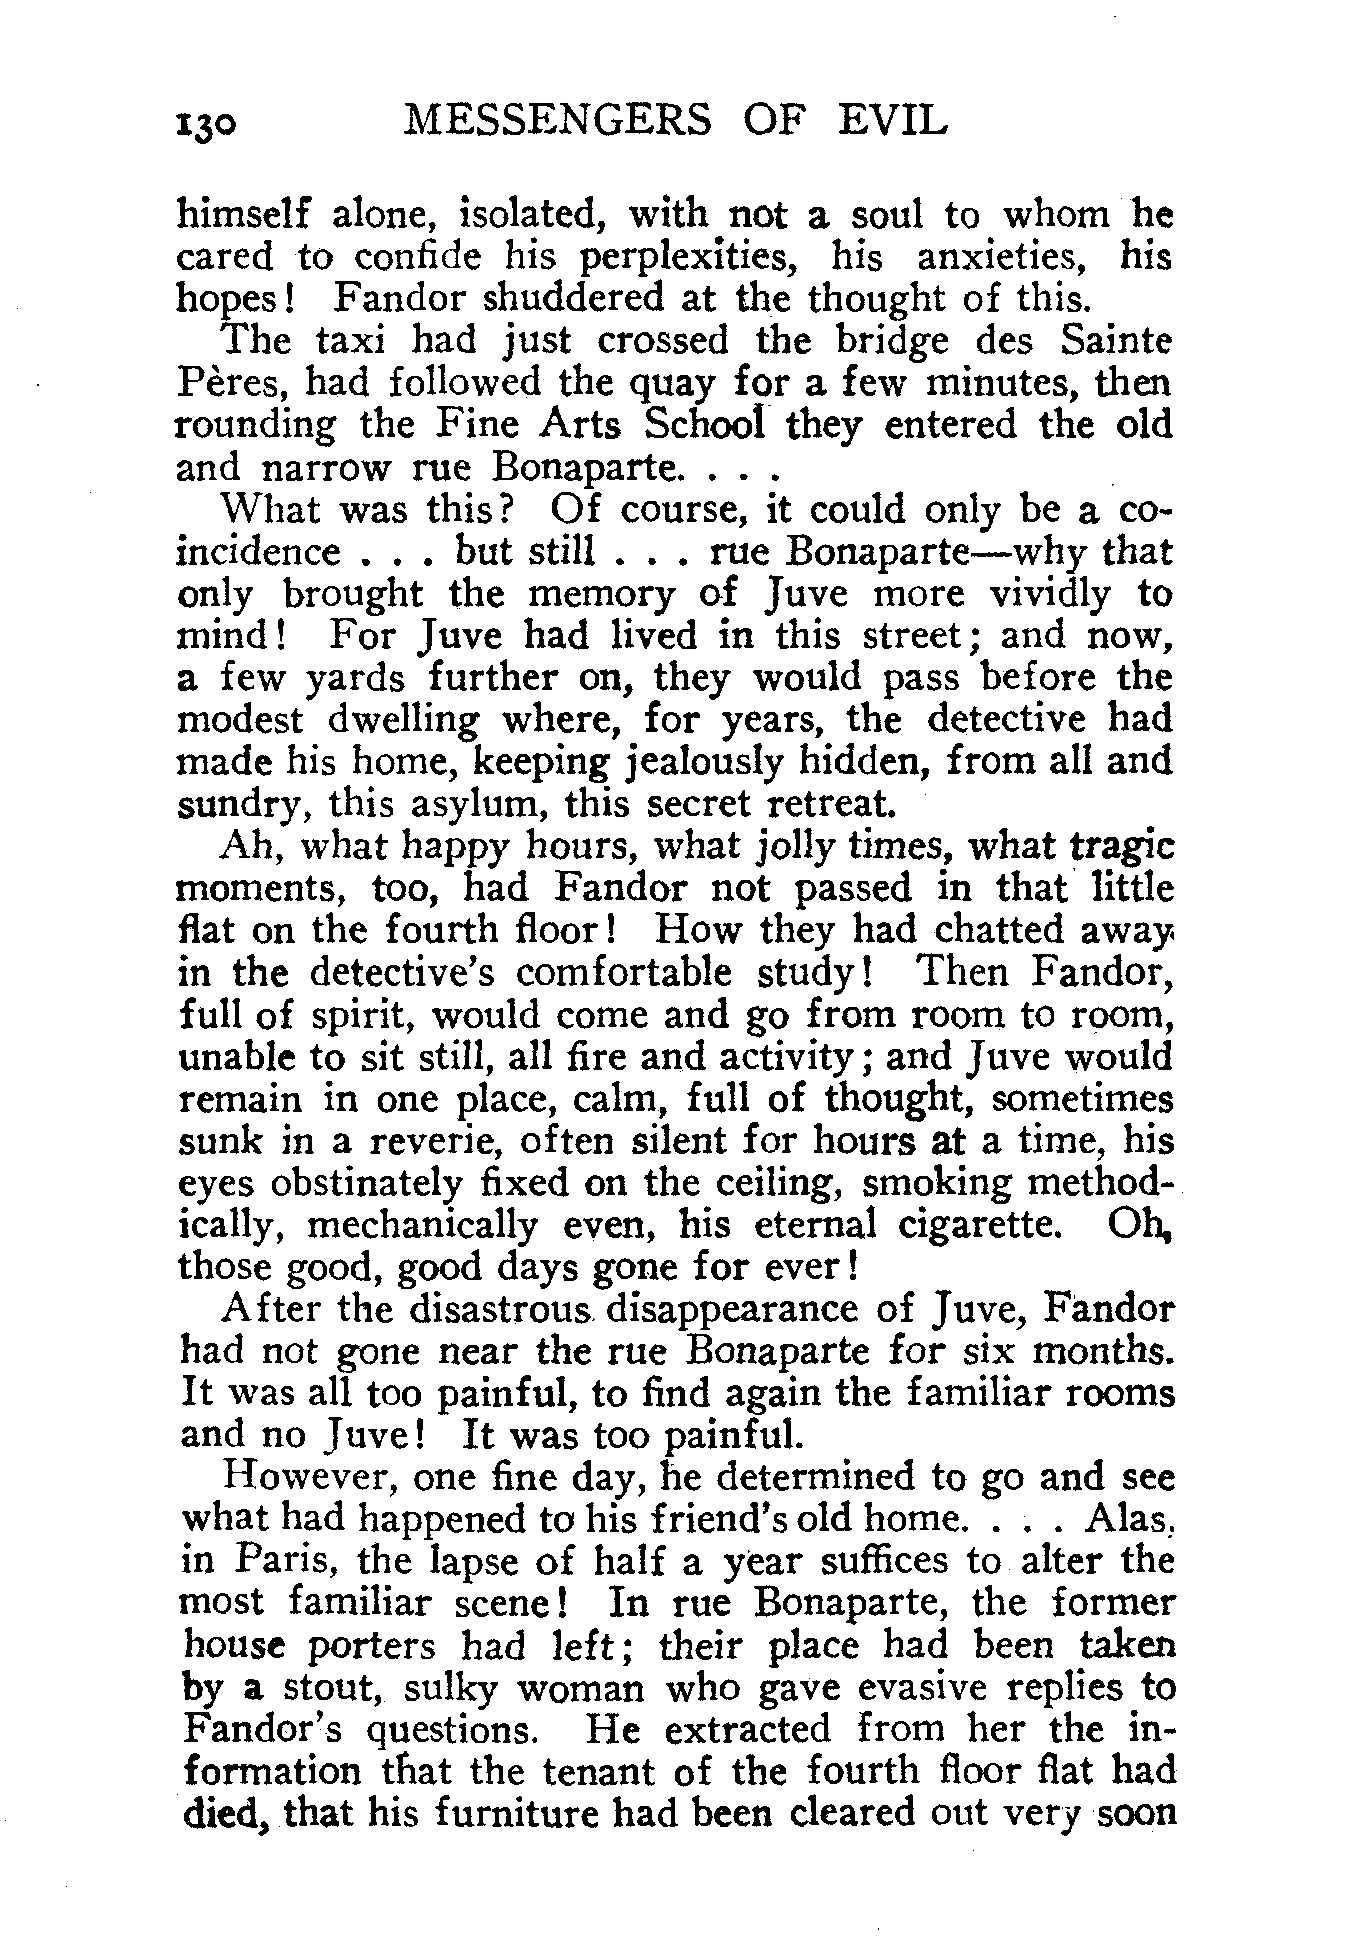 130 MESSENGERS OF EVIL
himself alone, isolated, with not a soul to whom he
cared to confide his perplexities, his anxieties, his
hopes! Fandor shuddered at the thought of this.
The taxi had just crossed the bridge des Sainte
Pères, had followed the quay for a few minutes, then
rounding the Fine Arts School they entered the old
and narrow rue Bonaparte. . . .
What was this? Of course, it could only be a co-
incidence . . . but still . . . rue Bonaparte—why that
only brought the memory of Juve more vividly to
mind! For Juve had lived in this street; and now,
a few yards further on, they would pass before the
modest dwelling where, for years, the detective had
made his home, keeping jealously hidden, from all and
sundry, this asylum, this secret retreat.
Ah, what happy hours, what jolly times, what tragic
moments, too, had Fandor not passed in that little
flat on the fourth floor! How they had chatted away
in the detective's comfortable study! Then Fandor,
full of spirit, would come and go from room to room,
unable to sit still, all fire and activity; and Juve would
remain in one place, calm, full of thought, sometimes
sunk in a reverie, often silent for hours at a time, his
eyes obstinately fixed on the ceiling, smoking method-
ically, mechanically even, his eternal cigarette. Oh,
those good, good days gone for ever!
After the disastrous disappearance of Juve, Fandor
had not gone near the rue Bonaparte for six months.
It was all too painful, to find again the familiar rooms
and no Juve! It was too painful.
However, one fine day, he determined to go and see
what had happened to his friend's old home. . . . Alas,
in Paris, the lapse of half a year suffices to alter the
most familiar scene! In rue Bonaparte, the former
house porters had left; their place had been taken
by a stout, sulky woman who gave evasive replies to
Fandor's questions. He extracted from her the in-
formation that the tenant of the fourth floor flat had
died, that his furniture had been cleared out very soon